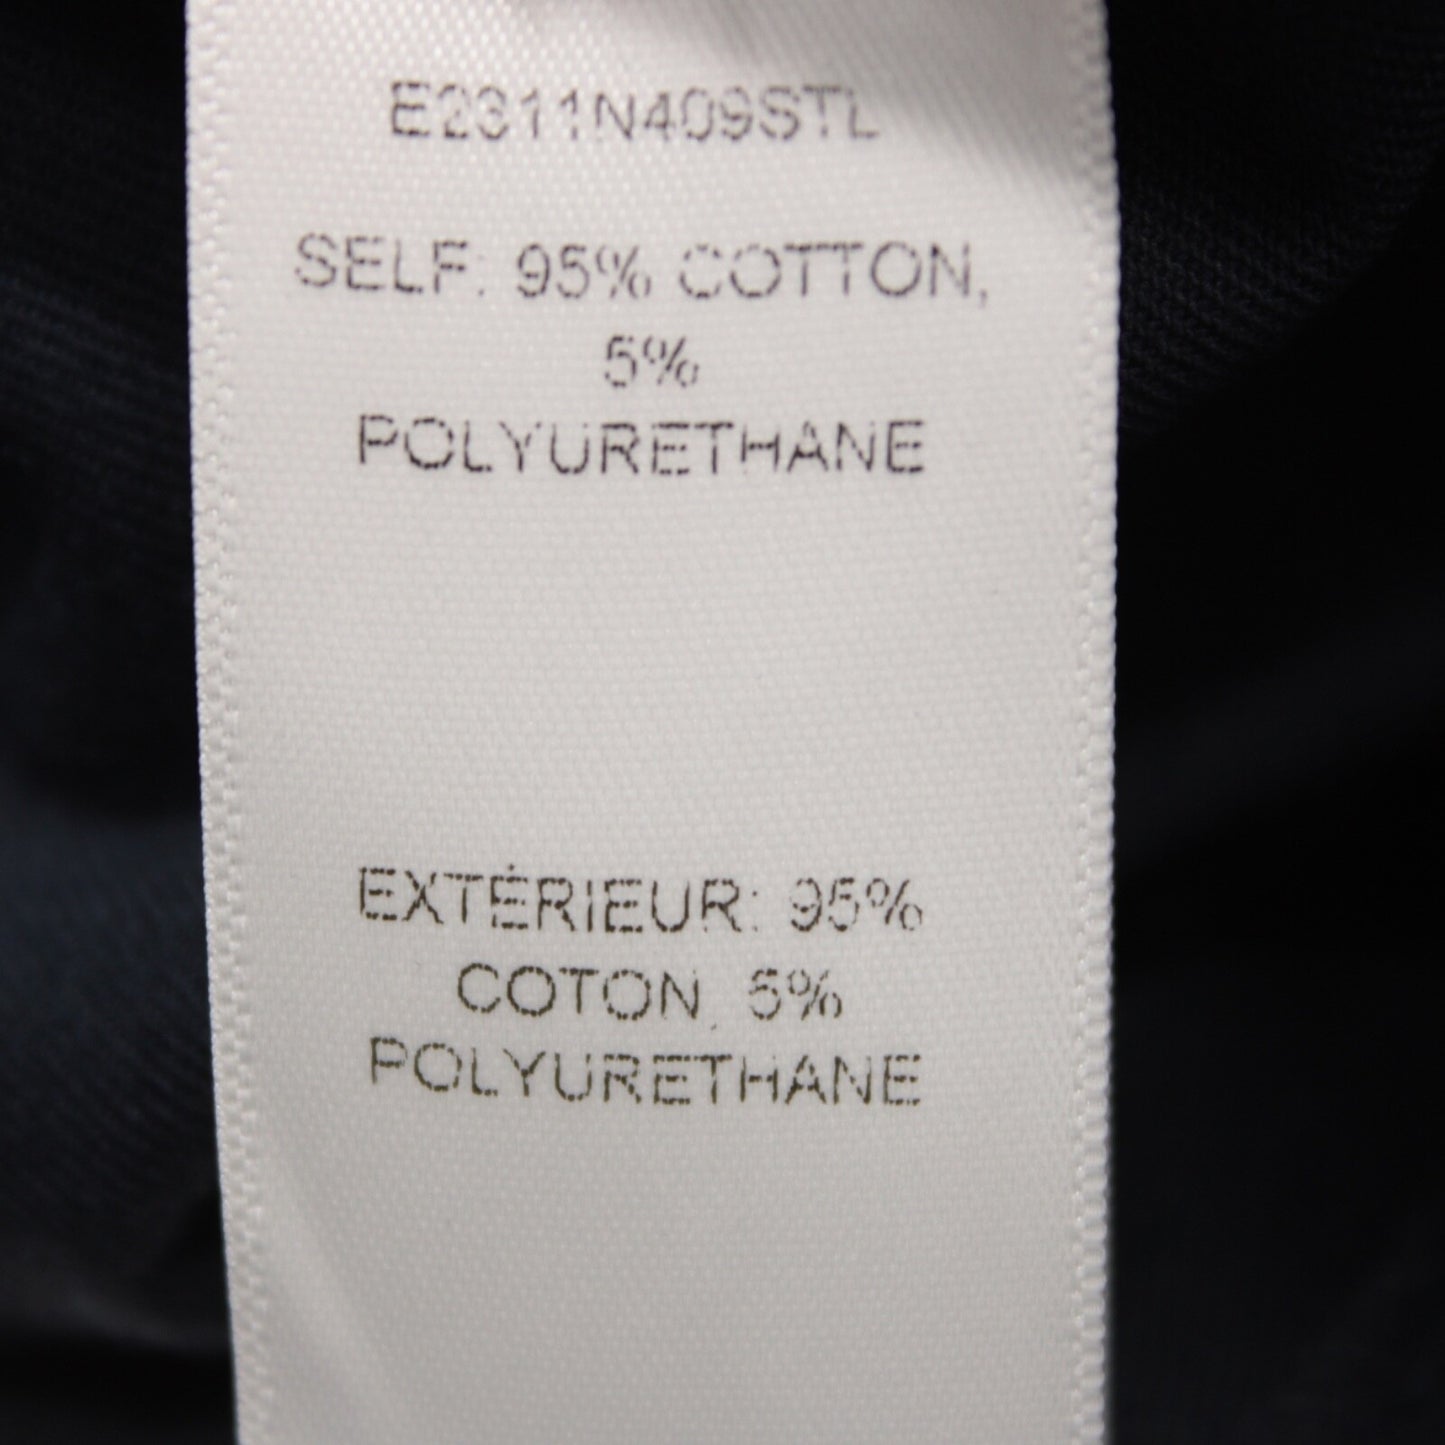 E2311N409STL
SELF: 95% COTTON,
5%
POLYURETHANE
EXTÉRIEUR: 95%
COTON, 5%
POLYURETHANE